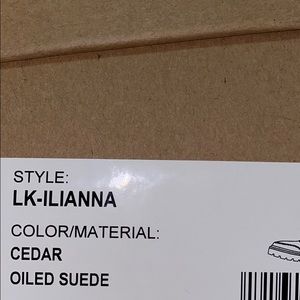 STYLE:
LK-ILIANNA
COLOR/MATERIAL:
CEDAR
OILED SUEDE